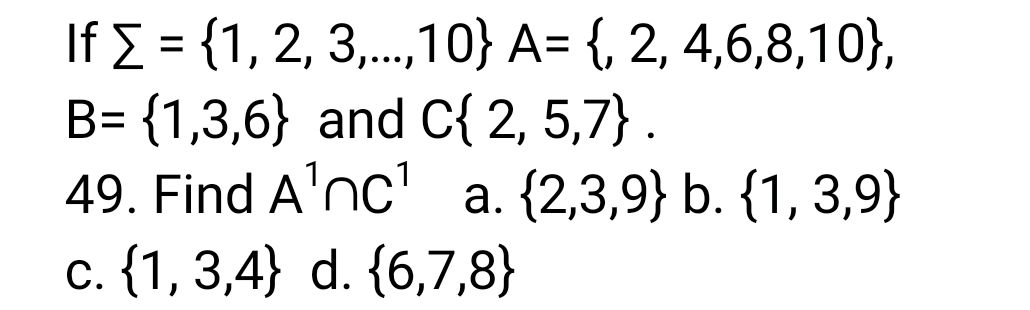 If ∑ = {1, 2, 3,...,10} A= {, 2, 4,6,8,10},
B= {1,3,6} and C{ 2, 5,7} .
49. Find A¹∩C¹ a. {2,3,9} b. {1, 3,9}
c. {1, 3,4} d. {6,7,8}